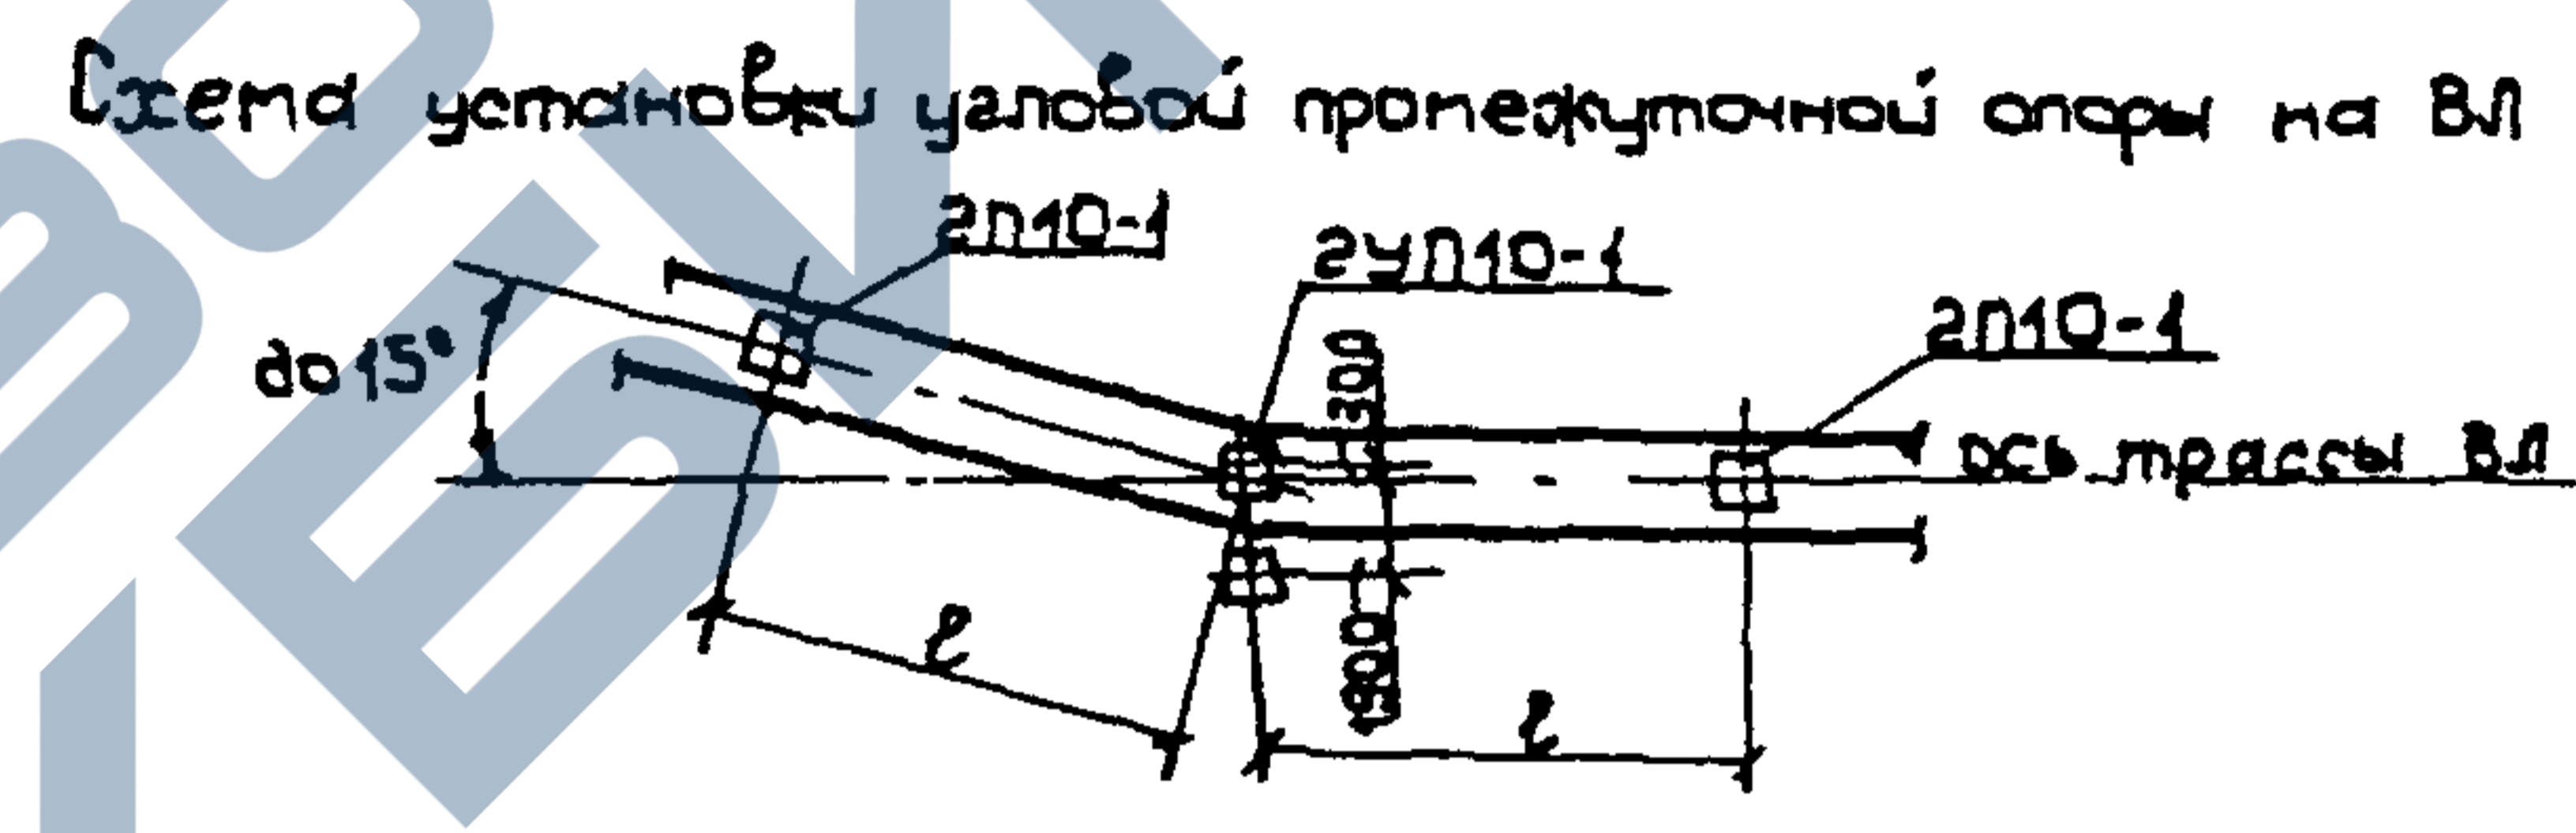 Схема установки угловой промежуточной опоры на ВЛ
2П10-1
2УП10-1
2П10-1
до 15°
300
ось трассы ВЛ
1900
l
l